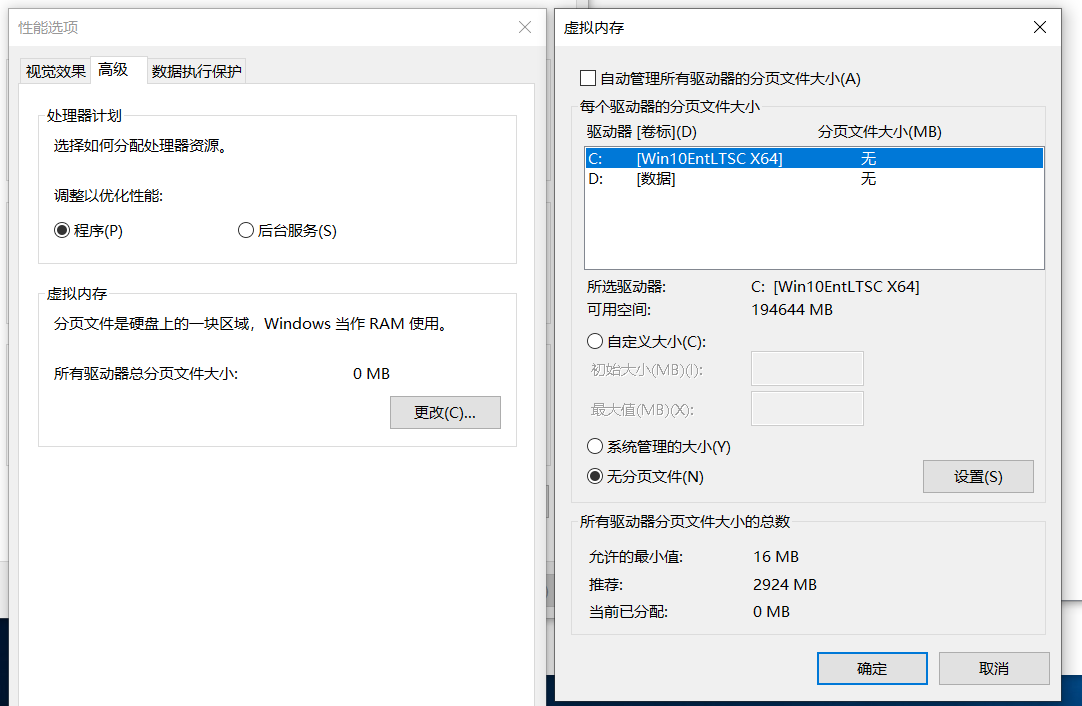 性能选项
视觉效果 高级 数据执行保护
处理器计划
选择如何分配处理器资源。
调整以优化性能:
程序(P) 后台服务(S)
虚拟内存
分页文件是硬盘上的一块区域，Windows 当作 RAM 使用。
所有驱动器总分页文件大小: 0 MB
更改(C)...
虚拟内存
自动管理所有驱动器的分页文件大小(A)
每个驱动器的分页文件大小
驱动器 [卷标](D) 分页文件大小(MB)
C: [Win10EntLTSC X64] 无
D: [数据] 无
所选驱动器: C: [Win10EntLTSC X64]
可用空间: 194644 MB
自定义大小(C):
初始大小(MB)(I):
最大值(MB)(X):
系统管理的大小(Y)
无分页文件(N) 设置(S)
所有驱动器分页文件大小的总数
允许的最小值: 16 MB
推荐: 2924 MB
当前已分配: 0 MB
确定 取消